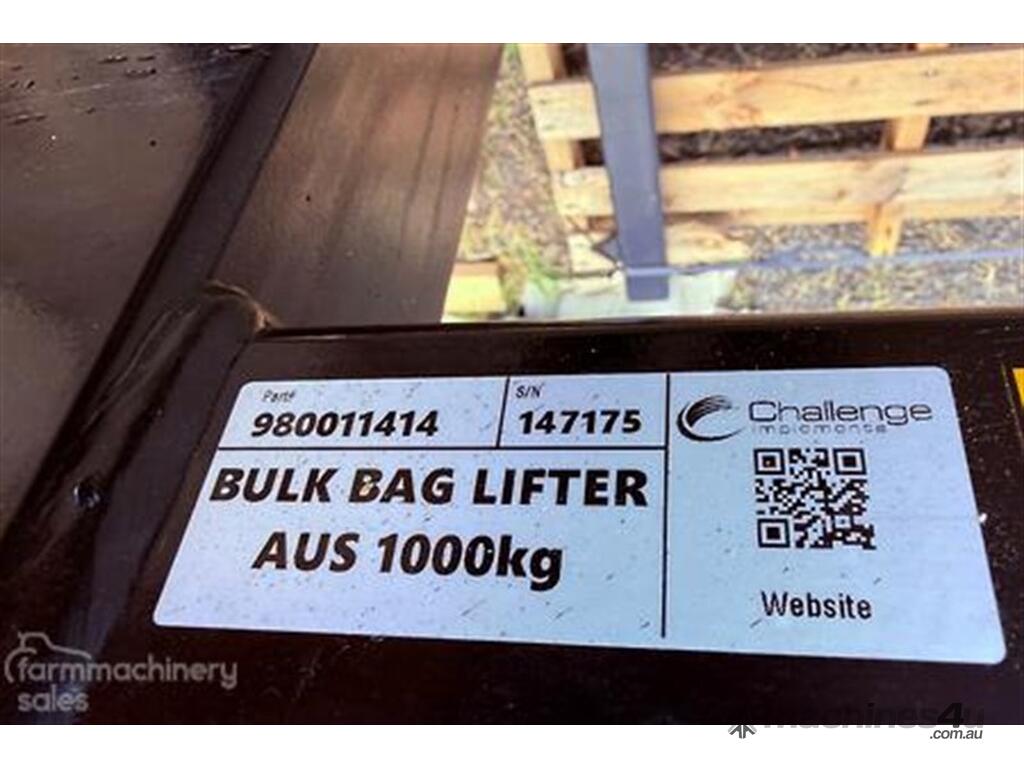 Part#
980011414
S/N
147175
BULK BAG LIFTER
AUS 1000kg
Challenge
implements
Website
farmmachinery
sales
machines4u
.com.au